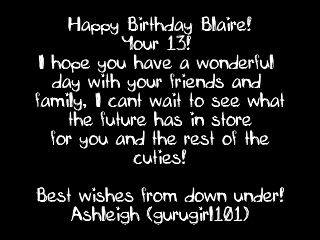 Happy Birthday Blaire!
Your 13!
I hope you have a wonderful
day with your friends and
family, I cant wait to see what
the future has in store
for you and the rest of the
cuties!
Best wishes from down under!
Ashleigh (gurugirl101)